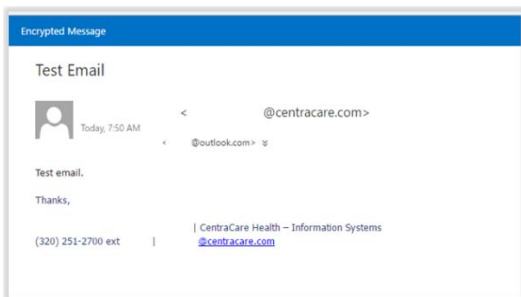 Encrypted Message
Test Email
< @centracare.com>
Today, 7:50 AM
< @outlook.com>
Test email.
Thanks,
| CentraCare Health – Information Systems
(320) 251-2700 ext | @centracare.com